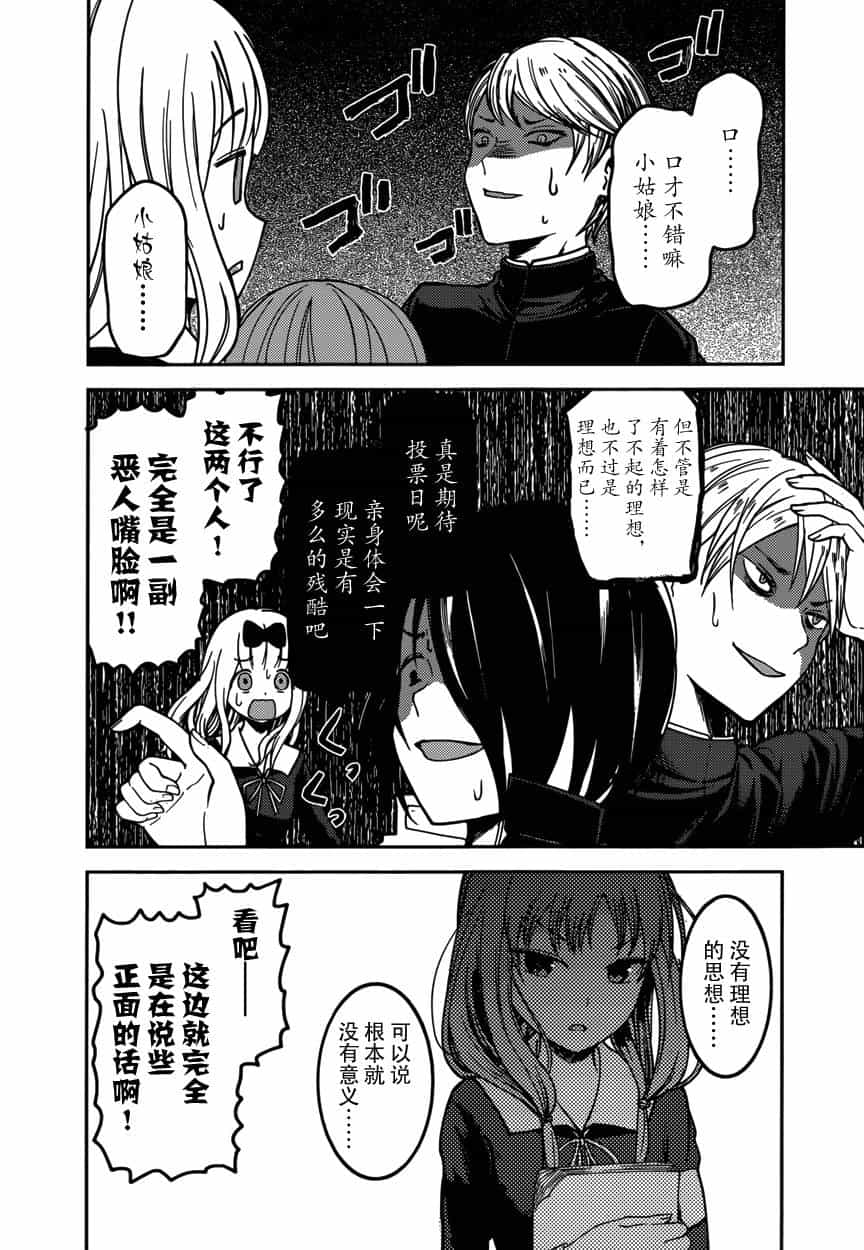 口……
口才不错嘛
小姑娘……
小姑娘……
ゴゴ
ゴゴ
ゴゴ
ゴゴ
但不管是
有着怎样
了不起的理想，
也不过是
理想而已……
真是期待
投票日呢
亲身体会一下
现实是有
多么的残酷吧
不行了
这两个人！
完全是一副
恶人嘴脸啊!!
没有理想
的思想……
可以说
根本就
没有意义
……
看吧——
这边就完全
是在说些
正面的话啊！